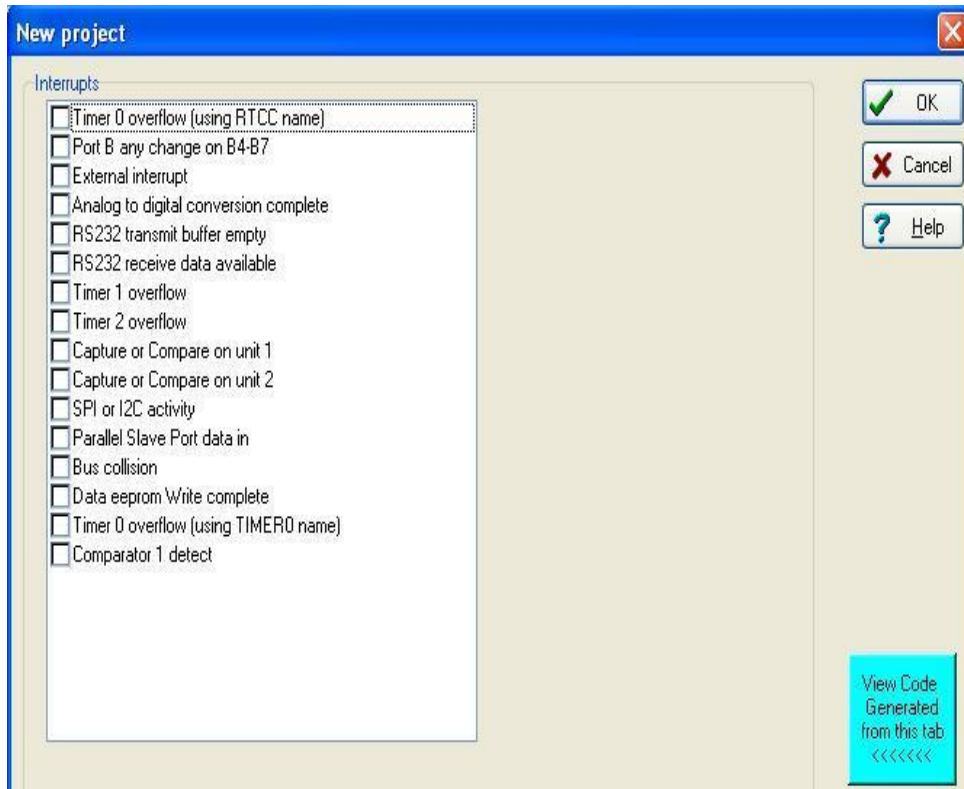 New project
Interrupts
Timer 0 overflow (using RTCC name)
Port B any change on B4-B7
External interrupt
Analog to digital conversion complete
RS232 transmit buffer empty
RS232 receive data available
Timer 1 overflow
Timer 2 overflow
Capture or Compare on unit 1
Capture or Compare on unit 2
SPI or I2C activity
Parallel Slave Port data in
Bus collision
Data eeprom Write complete
Timer 0 overflow (using TIMER0 name)
Comparator 1 detect
OK
Cancel
? Help
View Code
Generated
from this tab
<<<<<<<